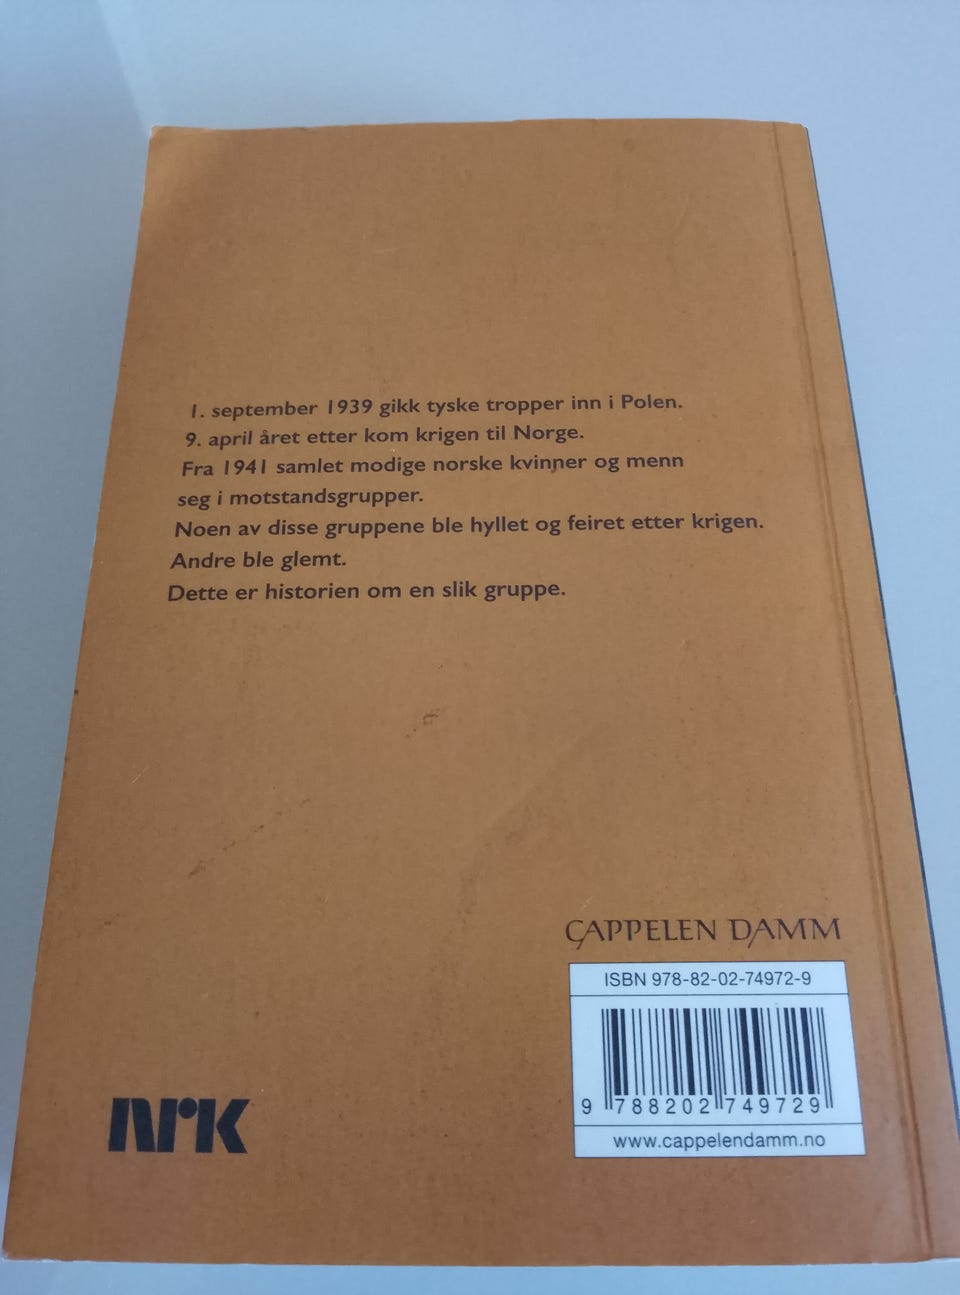 1. september 1939 gikk tyske tropper inn i Polen.
9. april året etter kom krigen til Norge.
Fra 1941 samlet modige norske kvinner og menn
seg i motstandsgrupper.
Noen av disse gruppene ble hyllet og feiret etter krigen.
Andre ble glemt.
Dette er historien om en slik gruppe.
CAPPELEN DAMM
ISBN 978-82-02-74972-9
9 788202 749729
www.cappelendamm.no
nrk